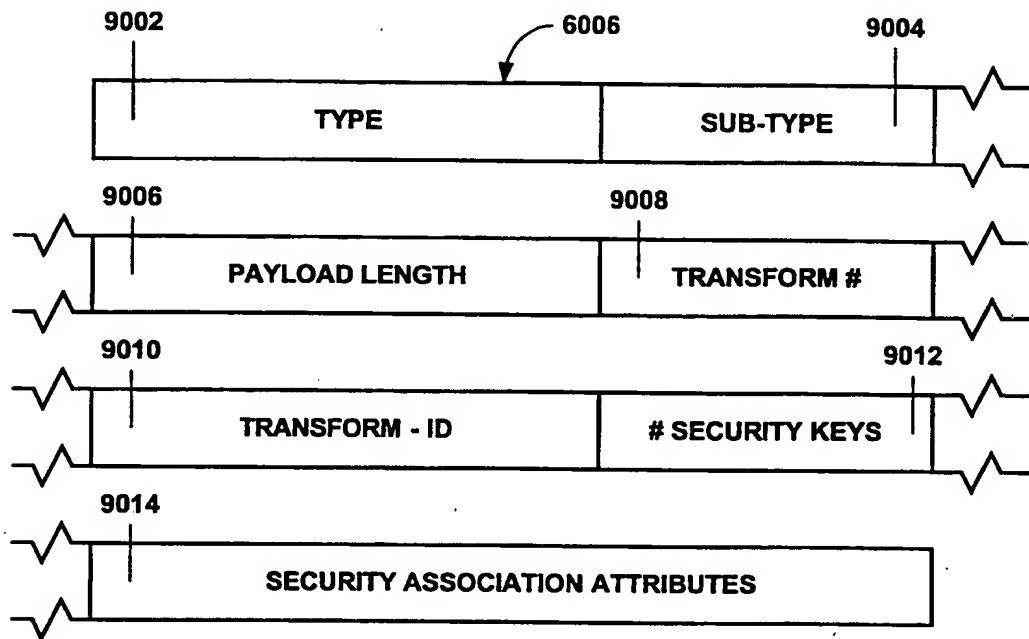 9002 6006 9004
TYPE SUB-TYPE
9006 9008
PAYLOAD LENGTH TRANSFORM #
9010 9012
TRANSFORM - ID # SECURITY KEYS
9014
SECURITY ASSOCIATION ATTRIBUTES